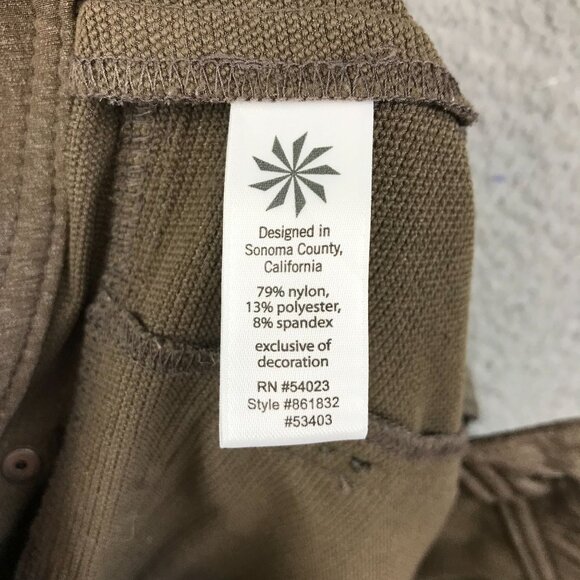 Designed in
Sonoma County,
California
79% nylon,
13% polyester,
8% spandex
exclusive of
decoration
RN #54023
Style #861832
#53403